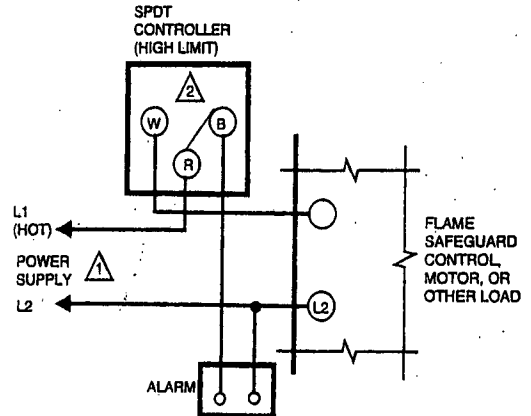 SPDT
CONTROLLER
(HIGH LIMIT)
2
W
B
R
L1
(HOT)
POWER
SUPPLY
1
L2
L2
FLAME
SAFEGUARD
CONTROL,
MOTOR, OR
OTHER LOAD
ALARM